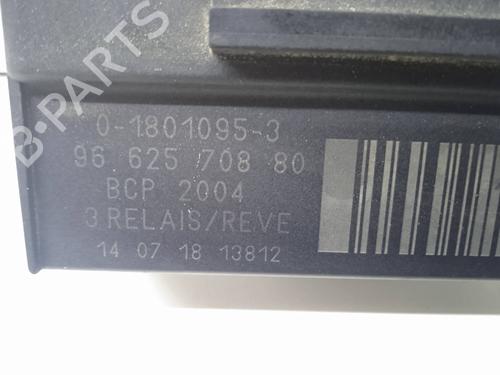 B-PARTS
0-1801095-3
96 625 708 80
BCP 2004
3 RELAIS/REVE
14 07 18 13812